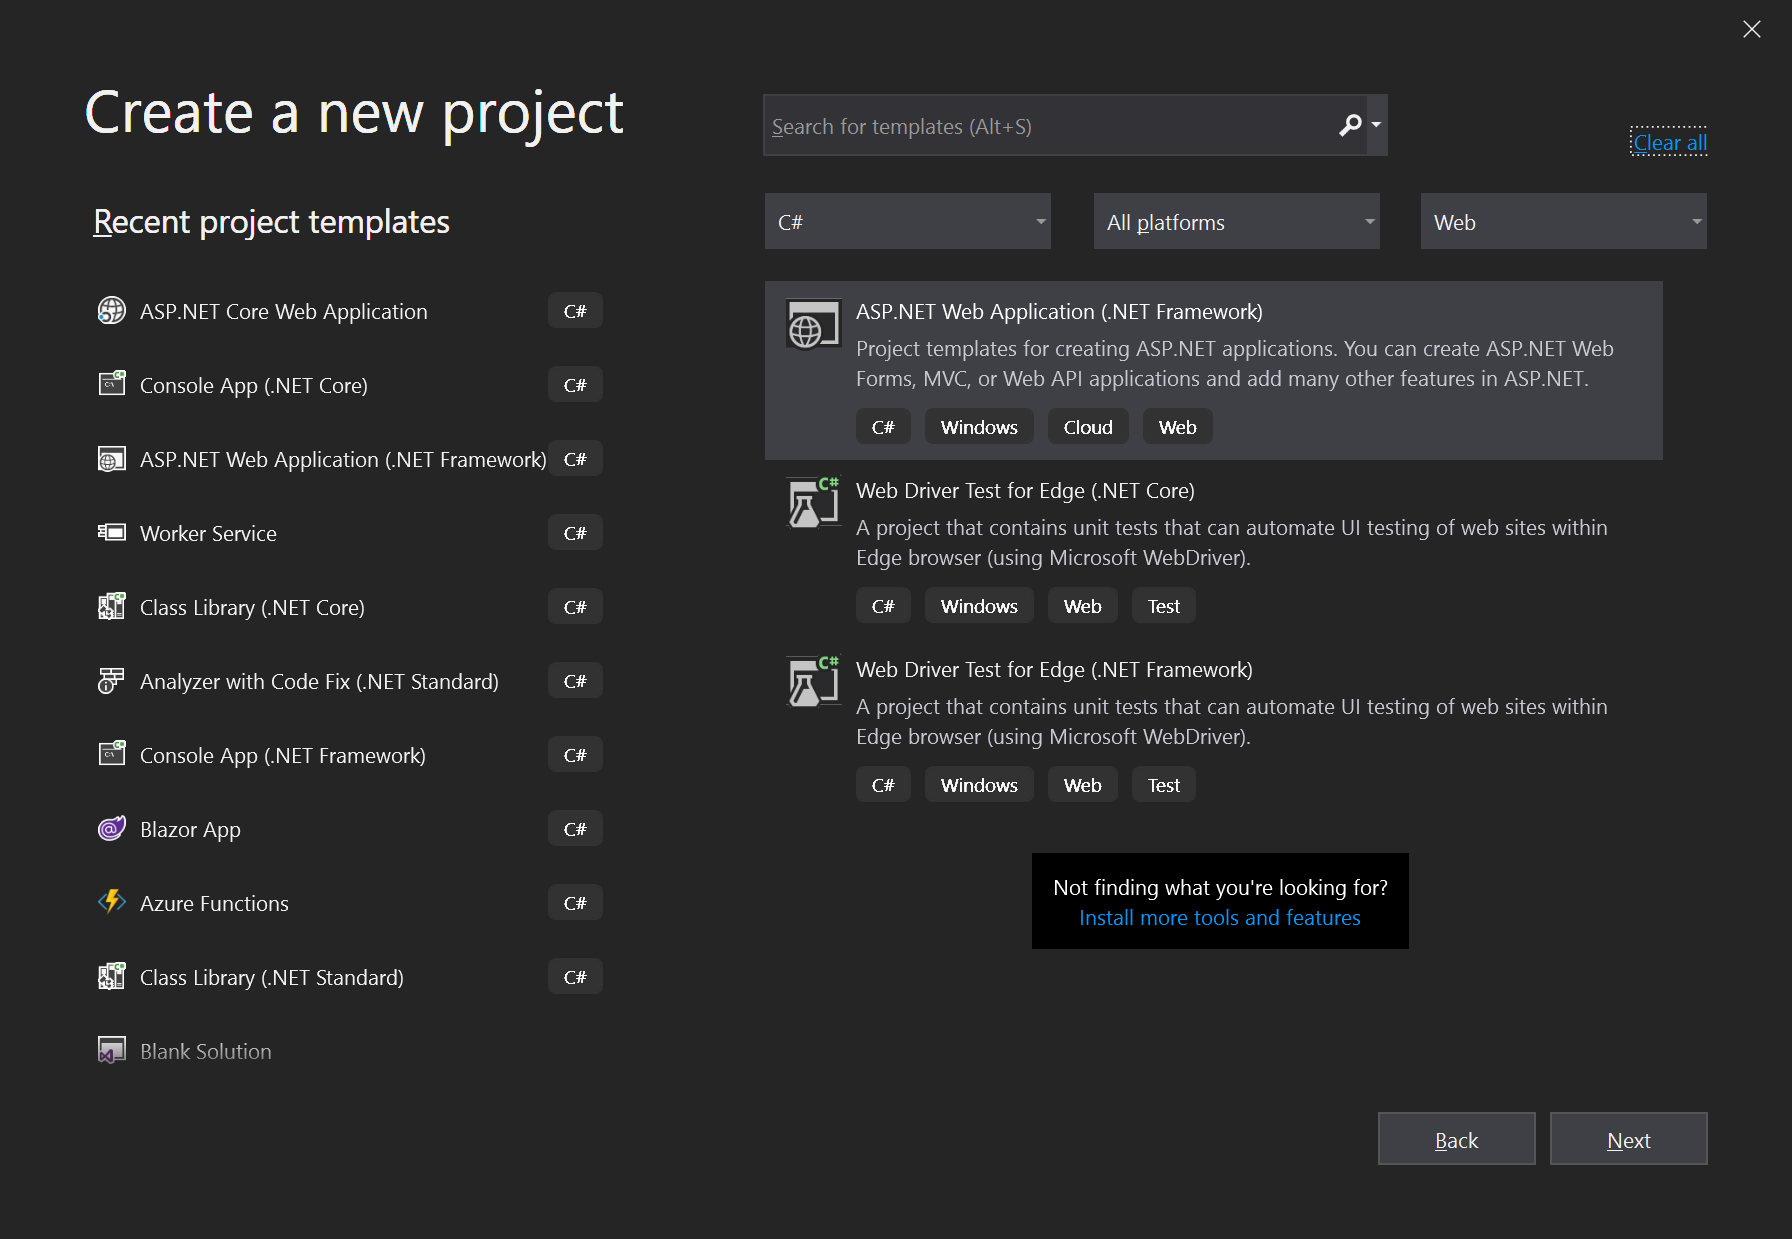 Create a new project
Search for templates (Alt+S)
Clear all
Recent project templates
C#
All platforms
Web
ASP.NET Core Web Application C#
Console App (.NET Core) C#
ASP.NET Web Application (.NET Framework) C#
Worker Service C#
Class Library (.NET Core) C#
Analyzer with Code Fix (.NET Standard) C#
Console App (.NET Framework) C#
Blazor App C#
Azure Functions C#
Class Library (.NET Standard) C#
Blank Solution
ASP.NET Web Application (.NET Framework)
Project templates for creating ASP.NET applications. You can create ASP.NET Web
Forms, MVC, or Web API applications and add many other features in ASP.NET.
C# Windows Cloud Web
C#
Web Driver Test for Edge (.NET Core)
A project that contains unit tests that can automate UI testing of web sites within
Edge browser (using Microsoft WebDriver).
C# Windows Web Test
C#
Web Driver Test for Edge (.NET Framework)
A project that contains unit tests that can automate UI testing of web sites within
Edge browser (using Microsoft WebDriver).
C# Windows Web Test
Not finding what you're looking for?
Install more tools and features
Back
Next